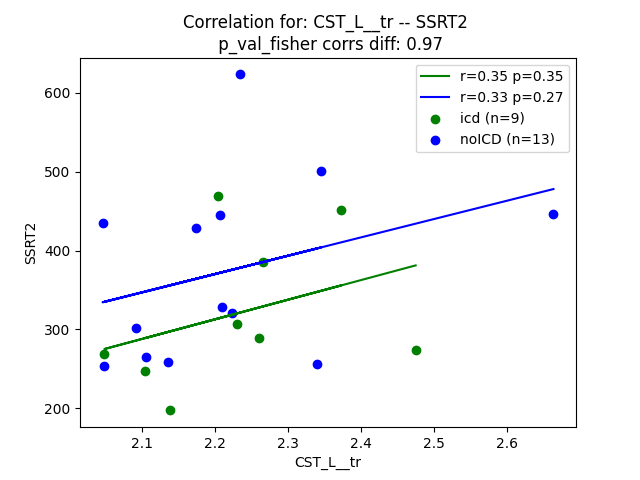 Correlation for: CST_L__tr -- SSRT2
p_val_fisher corrs diff: 0.97
r=0.35 p=0.35
r=0.33 p=0.27
icd (n=9)
noICD (n=13)
600
500
400
300
200
SSRT2
2.1 2.2 2.3 2.4 2.5 2.6
CST_L__tr